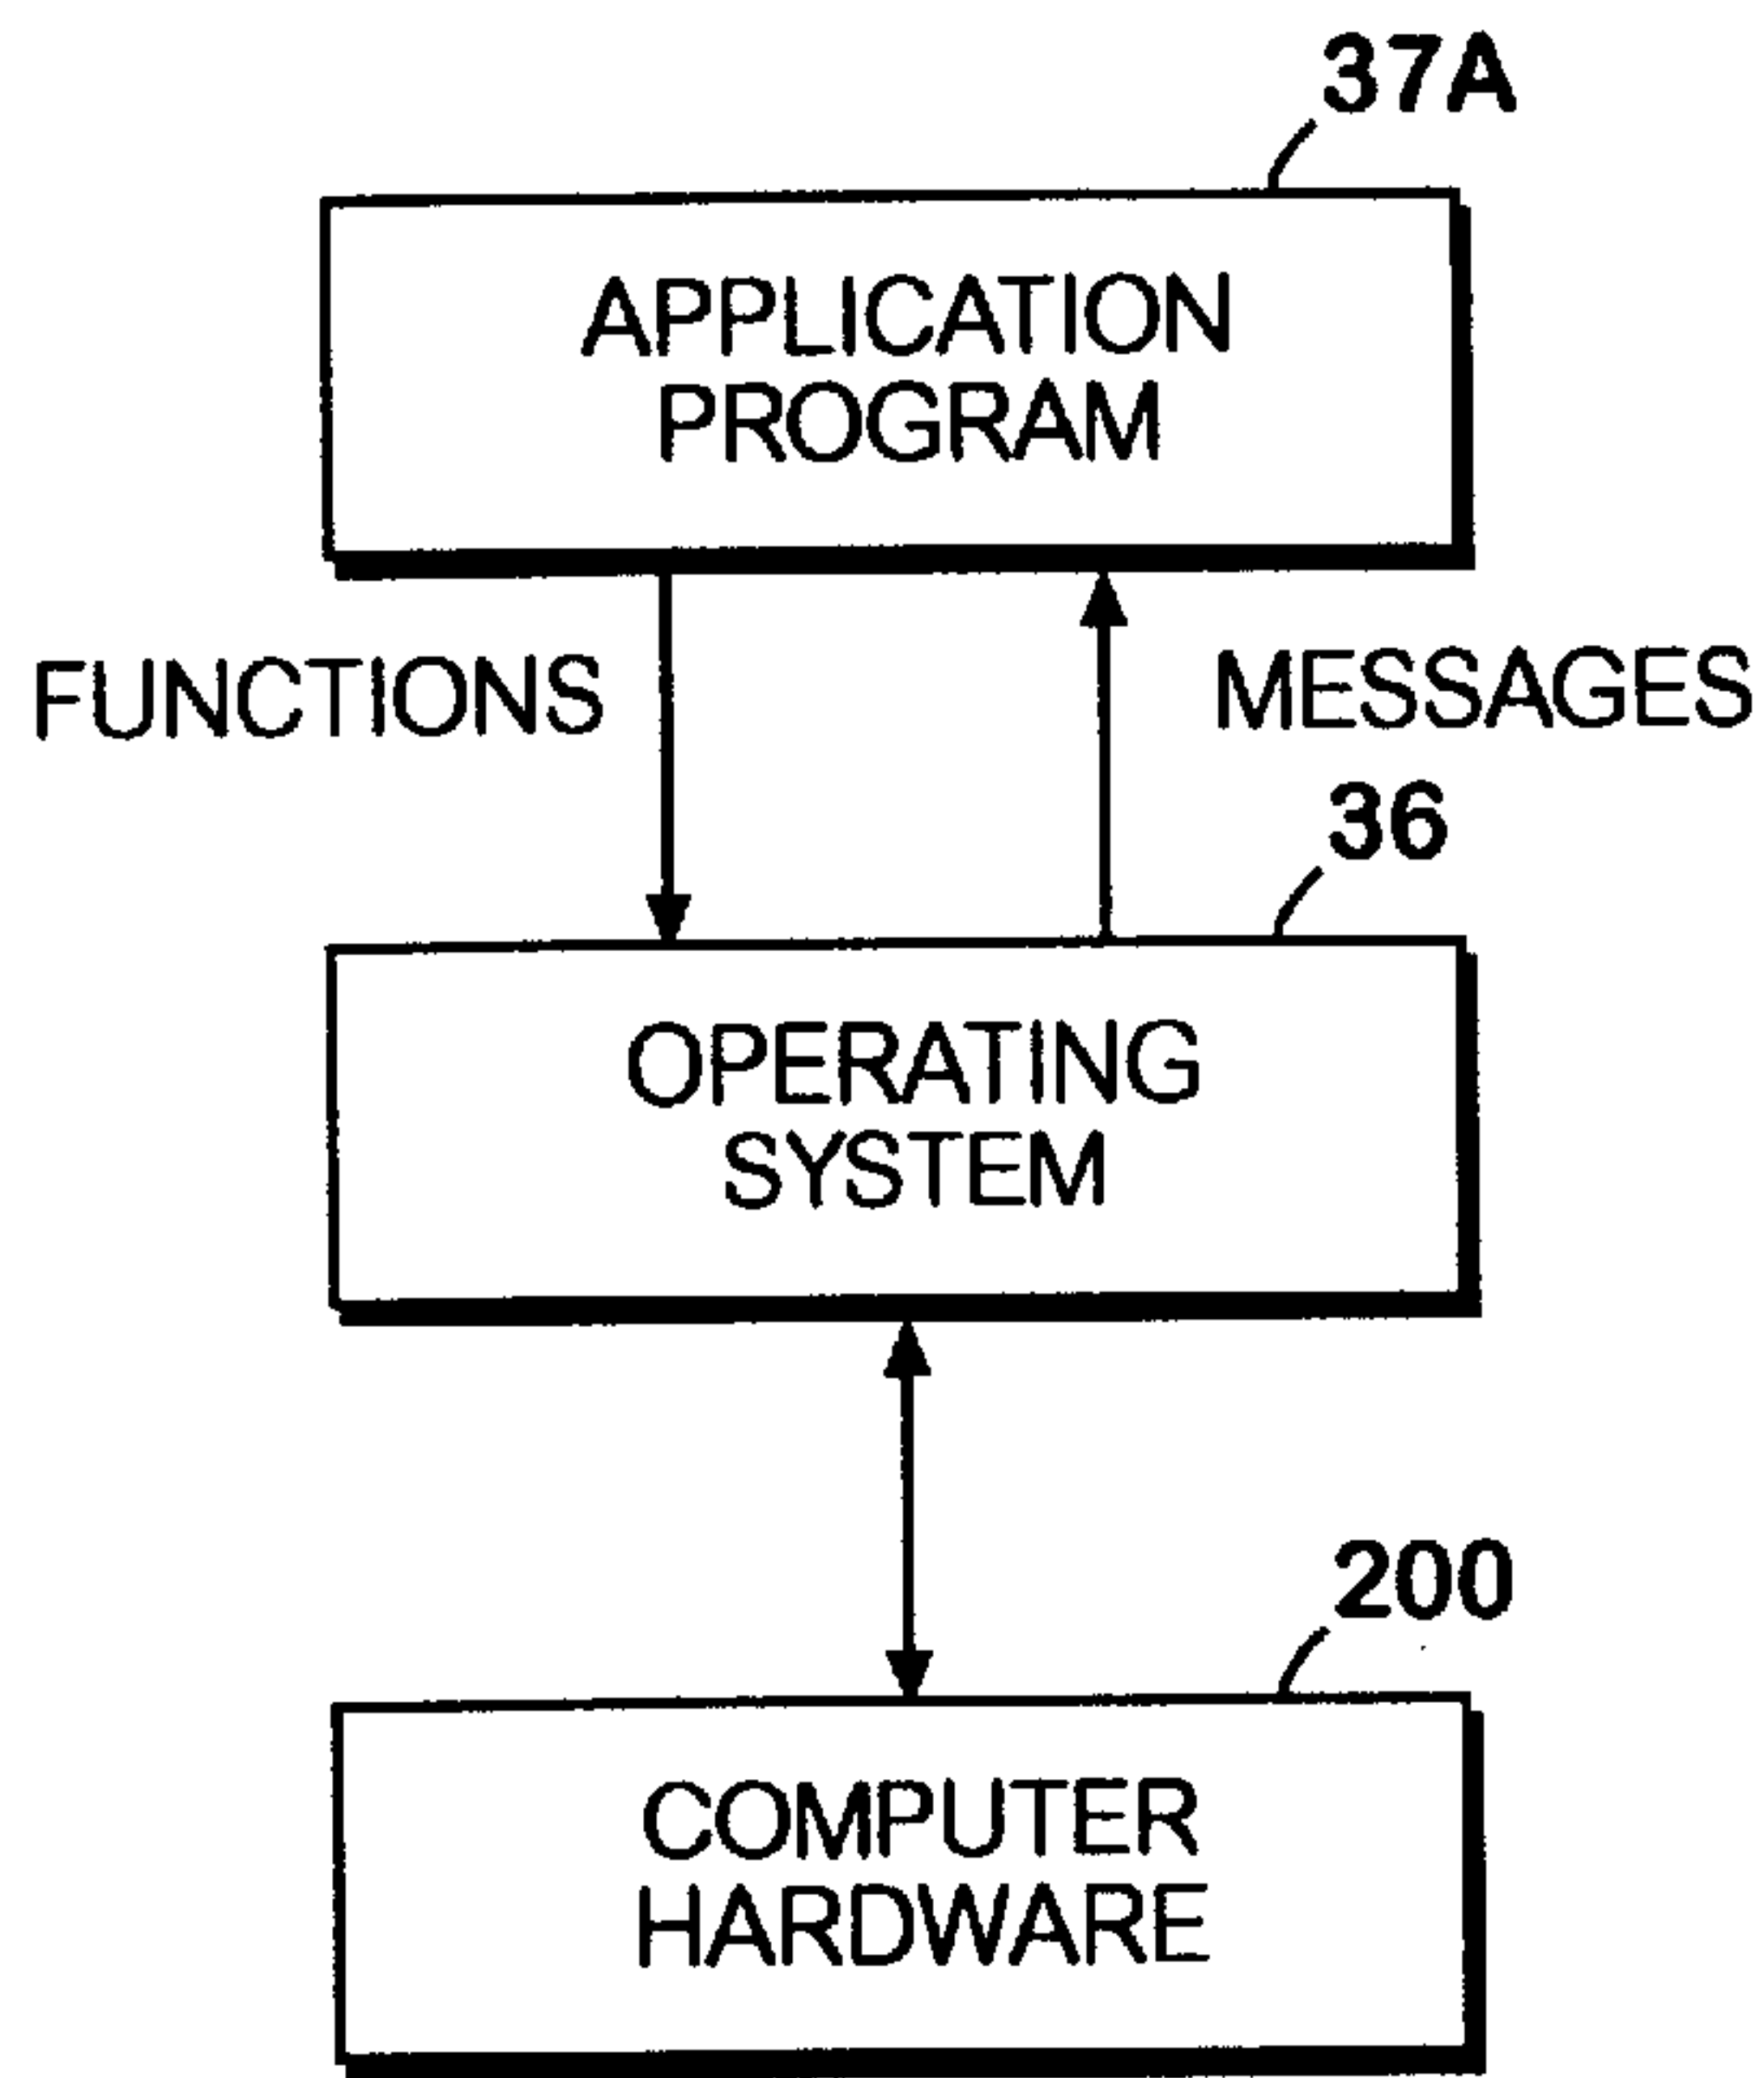 37A
APPLICATION
PROGRAM
FUNCTIONS
MESSAGES
36
OPERATING
SYSTEM
200
COMPUTER
HARDWARE